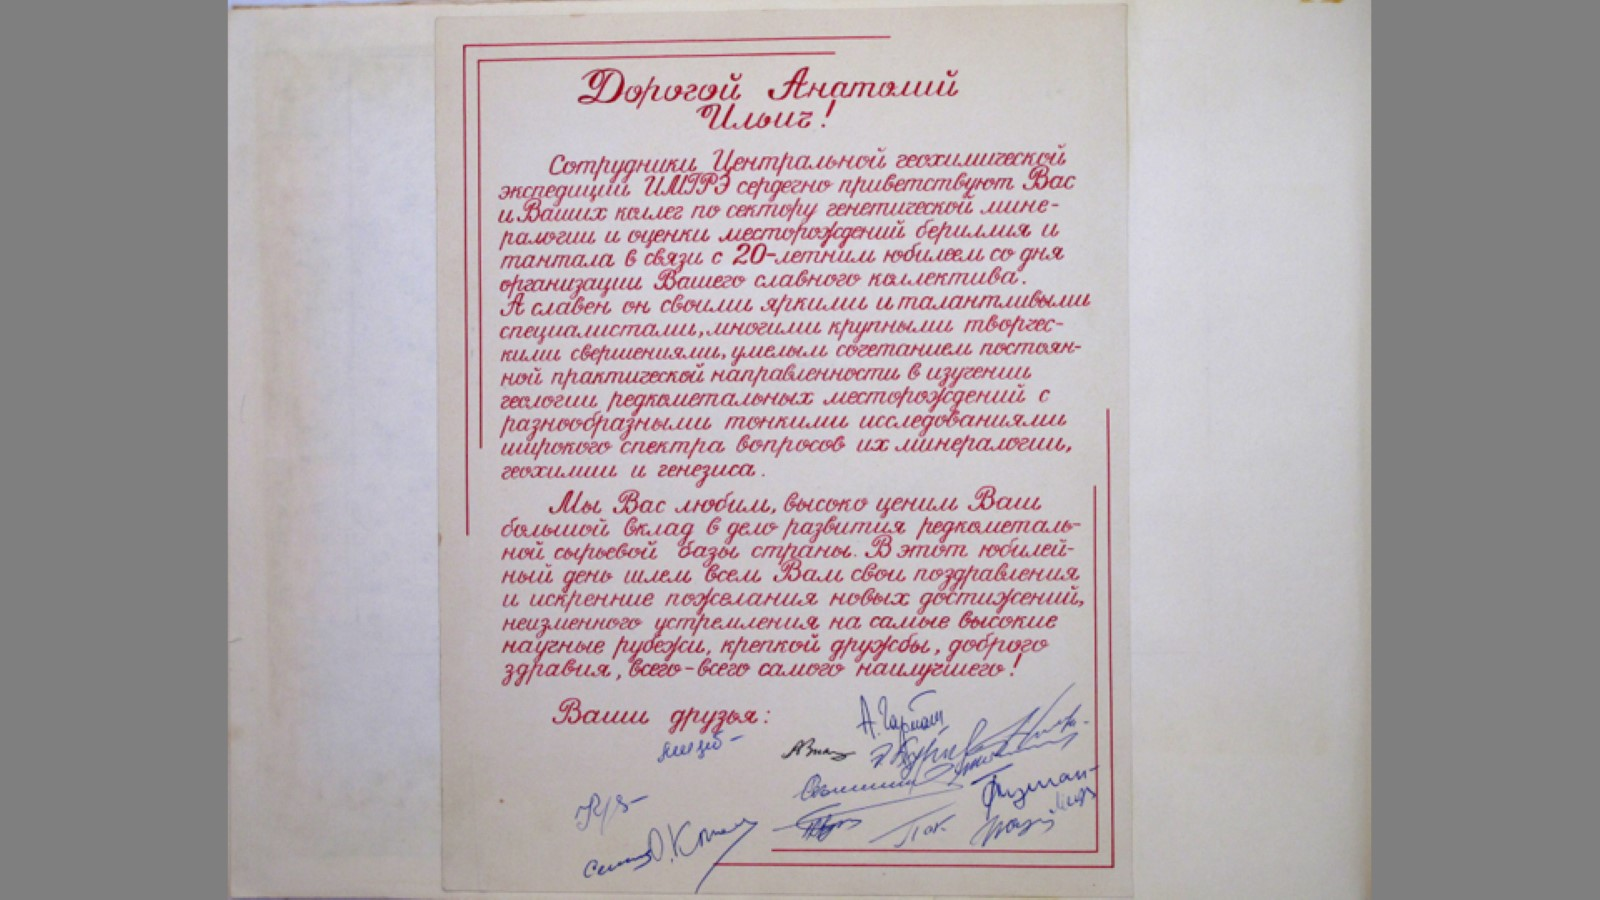 Дорогой Анатолий
Ильич!
Сотрудники Центральной геохимической
экспедиции ИМГРЭ сердечно приветствуют Вас
и Ваших коллег по сектору генетической мине-
ралогии и оценки месторождений бериллия и
тантала в связи с 20-летним юбилеем со дня
организации Вашего славного коллектива.
А славен он своими яркими и талантливыми
специалистами, многими крупными творчес-
кими свершениями, умелым сочетанием постоян-
ной практической направленности в изучении
геологии редкометальных месторождений с
разнообразными тонкими исследованиями
широкого спектра вопросов их минералогии,
геохимии и генезиса.
Мы Вас любим, высоко ценим Ваш
большой вклад в дело развития редкометаль-
ной сырьевой базы страны. В этот юбилей-
ный день шлем всем Вам свои поздравления
и искренние пожелания новых достижений,
неизменного устремления на самые высокие
научные рубежи, крепкой дружбы, доброго
здравия, всего-всего самого наилучшего!
Ваши друзья: